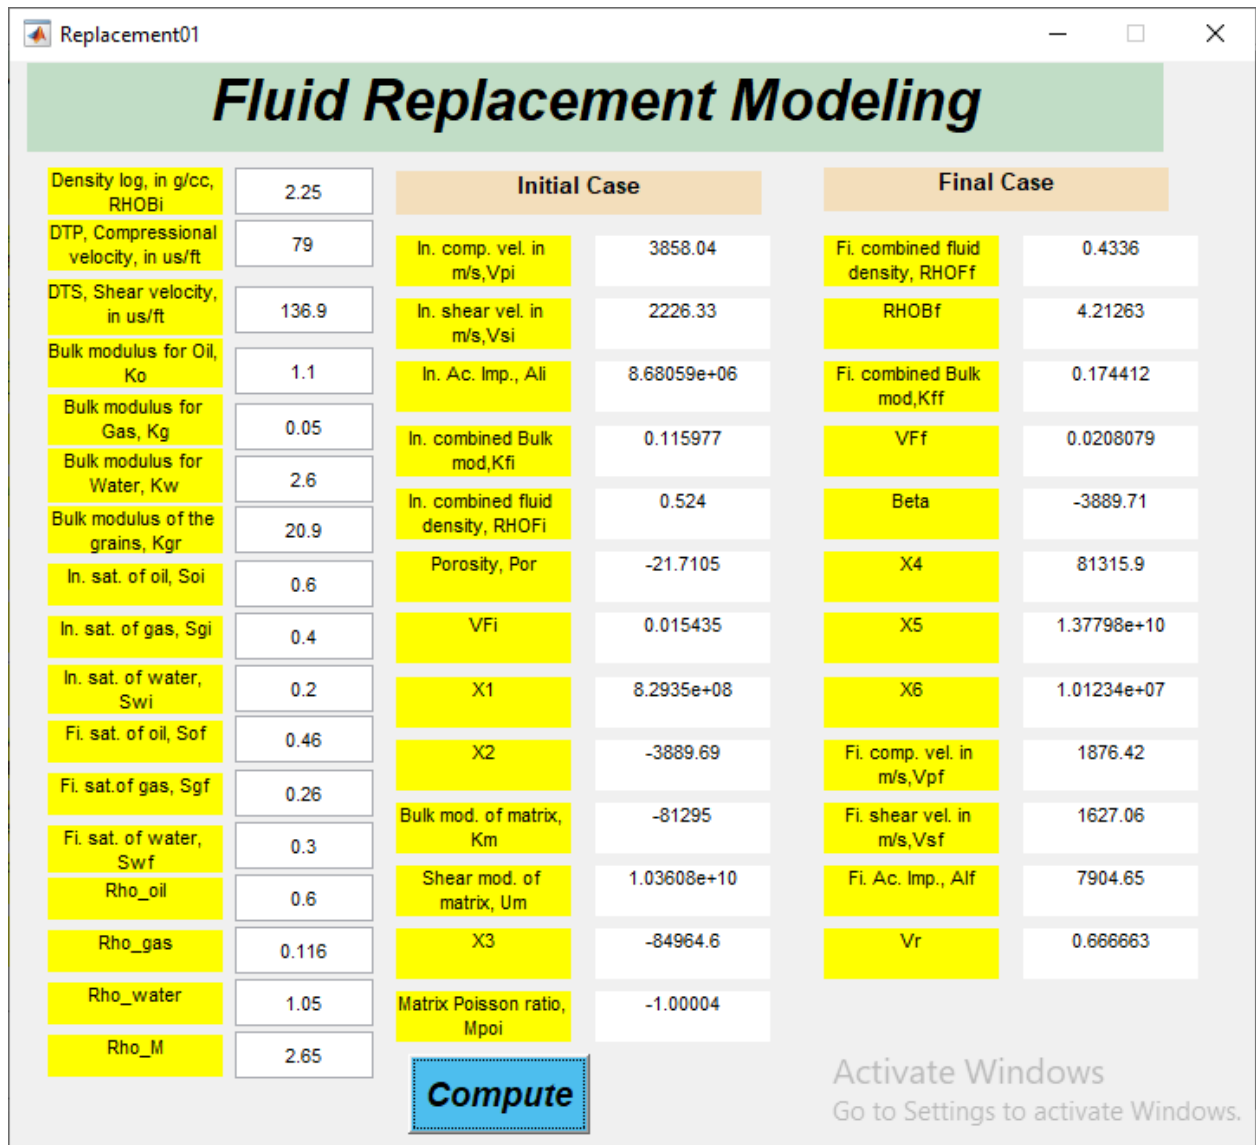 Replacement01
Fluid Replacement Modeling
Density log, in g/cc,
RHOBi
2.25
DTP, Compressional
velocity, in us/ft
79
DTS, Shear velocity,
in us/ft
136.9
Bulk modulus for Oil,
Ko
1.1
Bulk modulus for
Gas, Kg
0.05
Bulk modulus for
Water, Kw
2.6
Bulk modulus of the
grains, Kgr
20.9
In. sat. of oil, Soi
0.6
In. sat. of gas, Sgi
0.4
In. sat. of water,
Swi
0.2
Fi. sat. of oil, Sof
0.46
Fi. sat.of gas, Sgf
0.26
Fi. sat. of water,
Swf
0.3
Rho_oil
0.6
Rho_gas
0.116
Rho_water
1.05
Rho_M
2.65
Initial Case
In. comp. vel. in
m/s,Vpi
3858.04
In. shear vel. in
m/s,Vsi
2226.33
In. Ac. Imp., AIi
8.68059e+06
In. combined Bulk
mod,Kfi
0.115977
In. combined fluid
density, RHOFi
0.524
Porosity, Por
-21.7105
VFi
0.015435
X1
8.2935e+08
X2
-3889.69
Bulk mod. of matrix,
Km
-81295
Shear mod. of
matrix, Um
1.03608e+10
X3
-84964.6
Matrix Poisson ratio,
Mpoi
-1.00004
Compute
Final Case
Fi. combined fluid
density, RHOFf
0.4336
RHOBf
4.21263
Fi. combined Bulk
mod,Kff
0.174412
VFf
0.0208079
Beta
-3889.71
X4
81315.9
X5
1.37798e+10
X6
1.01234e+07
Fi. comp. vel. in
m/s,Vpf
1876.42
Fi. shear vel. in
m/s,Vsf
1627.06
Fi. Ac. Imp., AIf
7904.65
Vr
0.666663
Activate Windows
Go to Settings to activate Windows.